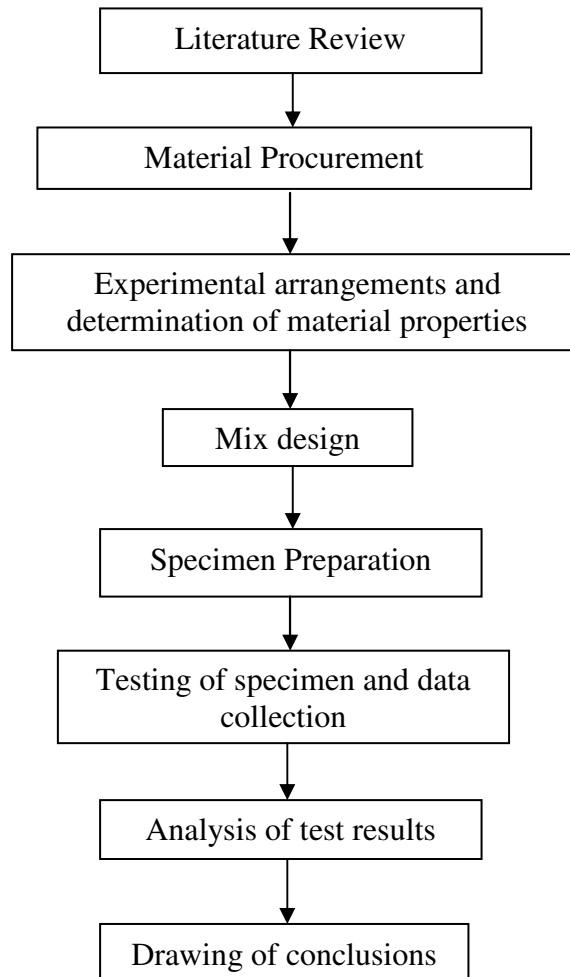 Literature Review
Material Procurement
Experimental arrangements and
determination of material properties
Mix design
Specimen Preparation
Testing of specimen and data
collection
Analysis of test results
Drawing of conclusions